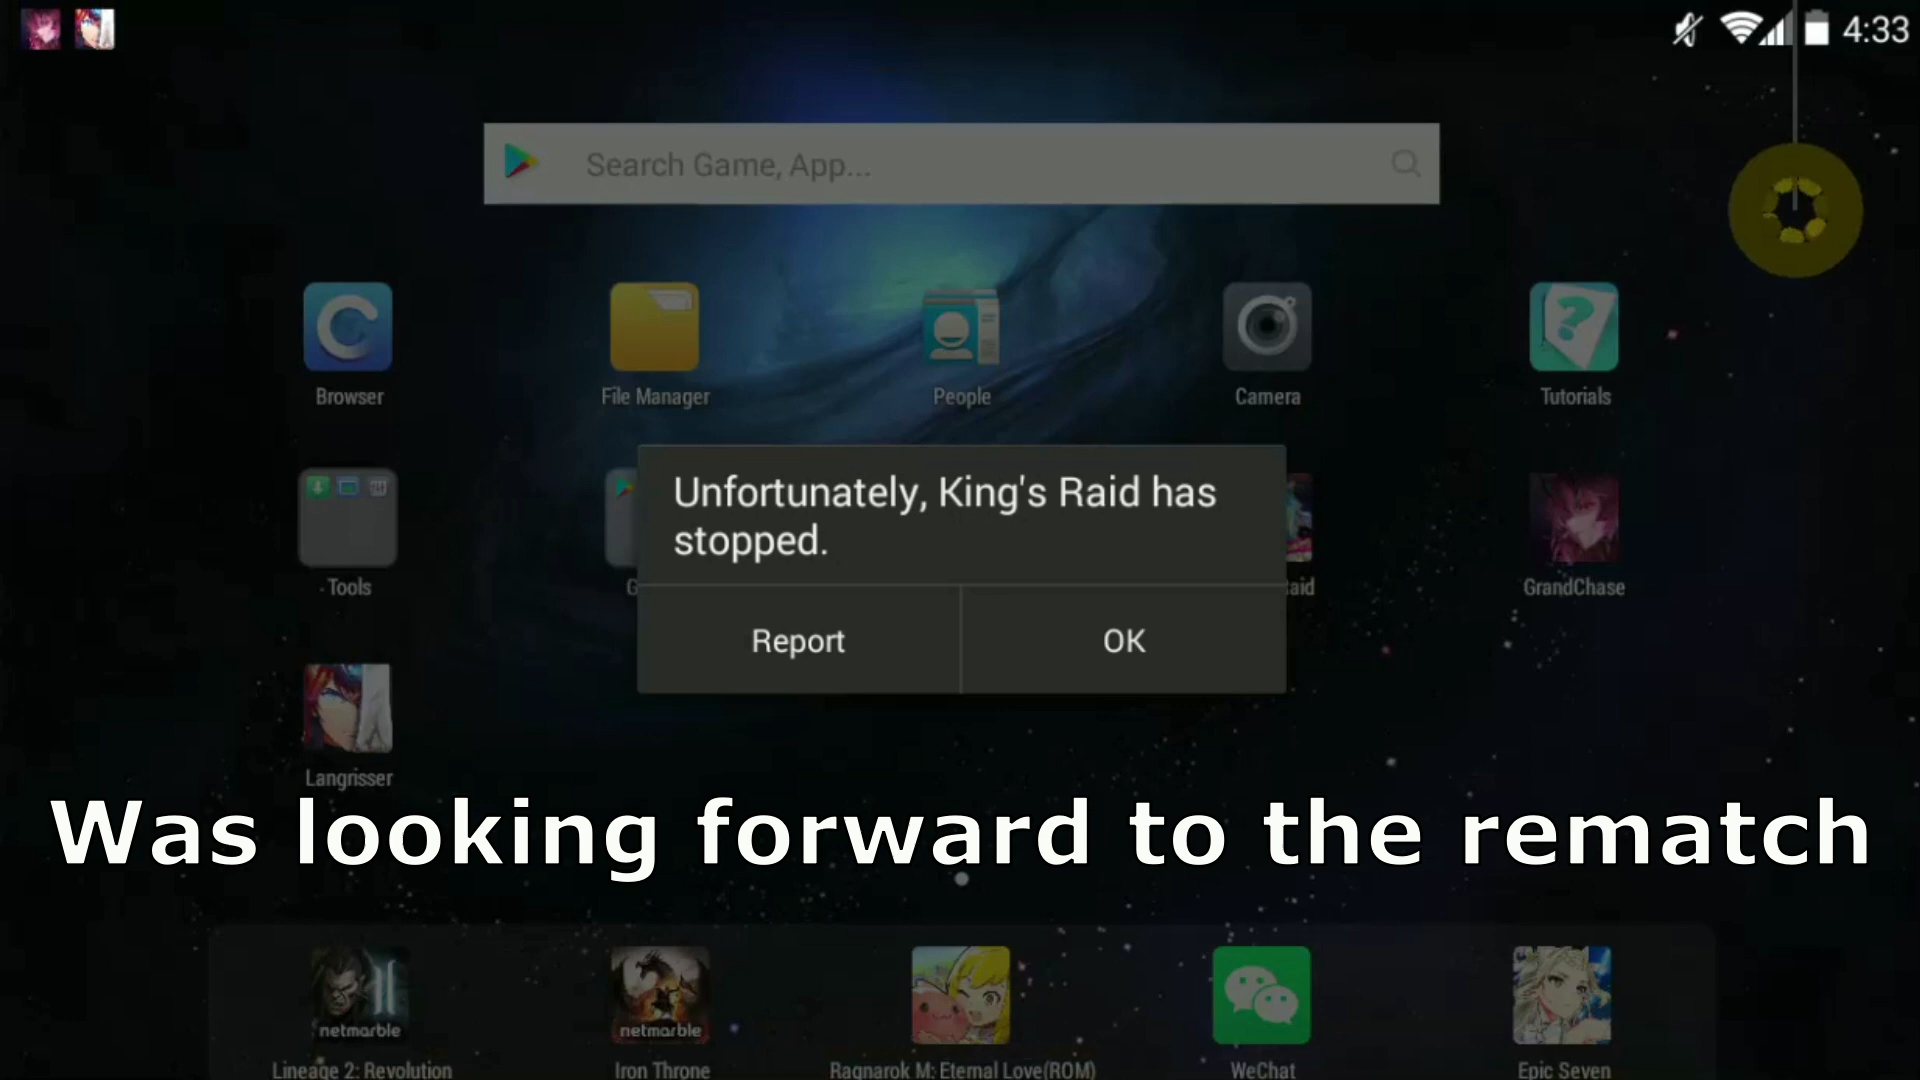 4:33
Search Game, App...
Browser
File Manager
People
Camera
Tutorials
Unfortunately, King's Raid has
stopped.
Report
OK
Tools
G
aid
GrandChase
Langrisser
Was looking forward to the rematch
netmarble
netmarble
Lineage 2: Revolution
Iron Throne
Ragnarok M: Eternal Love(ROM)
WeChat
Epic Seven